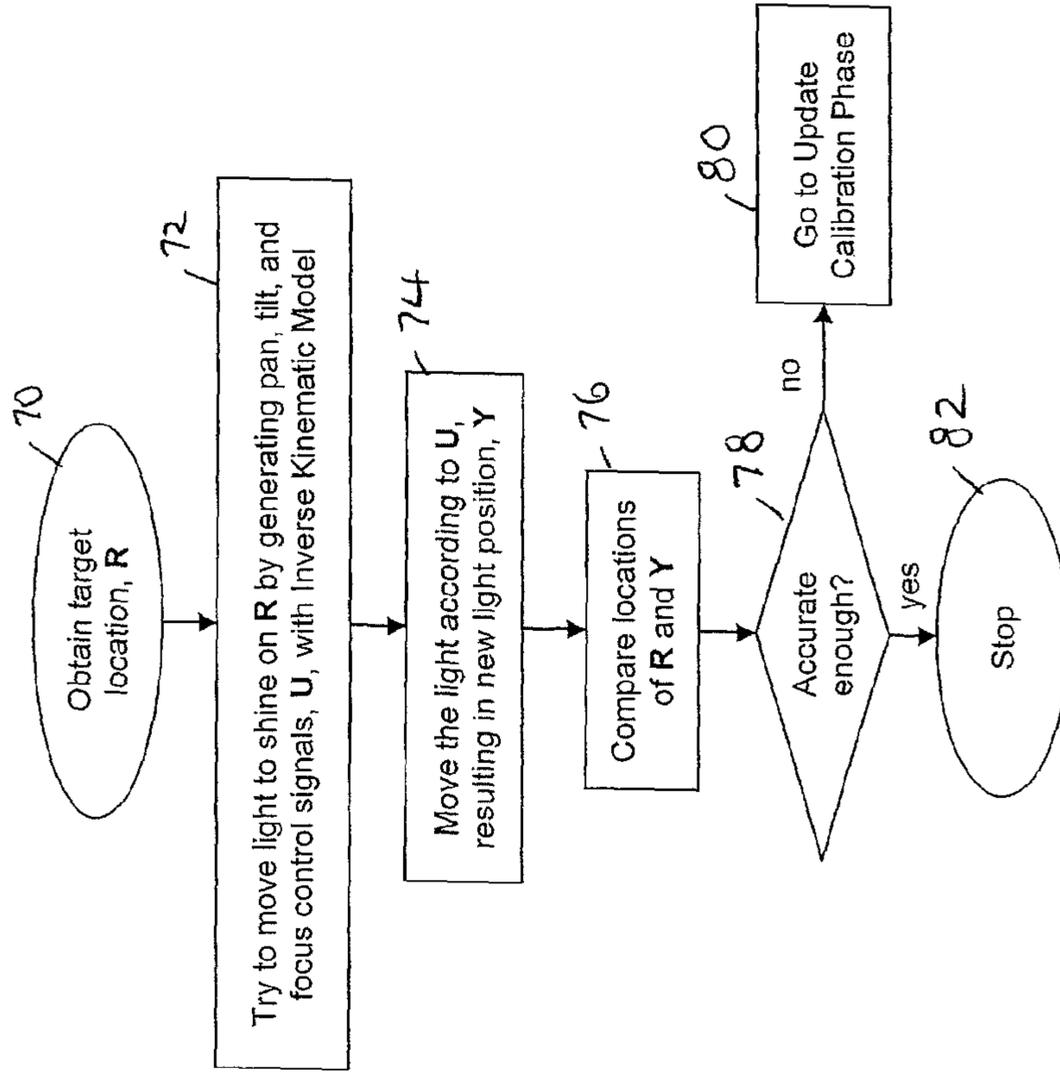 70
Obtain target
location, R
72
Try to move light to shine on R by generating pan, tilt, and
focus control signals, U, with Inverse Kinematic Model
74
Move the light according to U,
resulting in new light position, Y
76
Compare locations
of R and Y
78
Accurate
enough?
no
80
Go to Update
Calibration Phase
yes
82
Stop